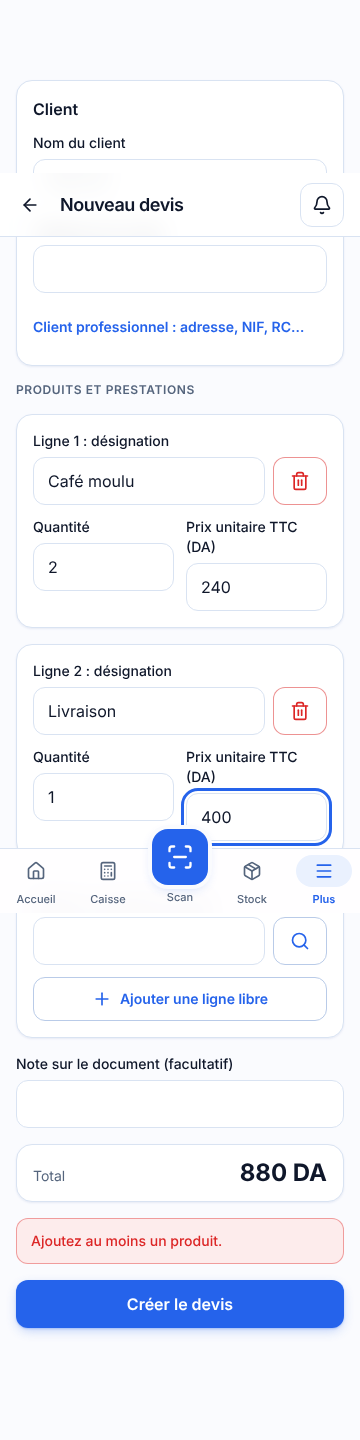 Client
Nom du client
Nouveau devis
Client professionnel : adresse, NIF, RC…
PRODUITS ET PRESTATIONS
Ligne 1 : désignation
Café moulu
Quantité
Prix unitaire TTC
(DA)
2
240
Ligne 2 : désignation
Livraison
Quantité
Prix unitaire TTC
(DA)
1
400
Accueil
Caisse
Scan
Stock
Plus
Ajouter une ligne libre
Note sur le document (facultatif)
Total
880 DA
Ajoutez au moins un produit.
Créer le devis